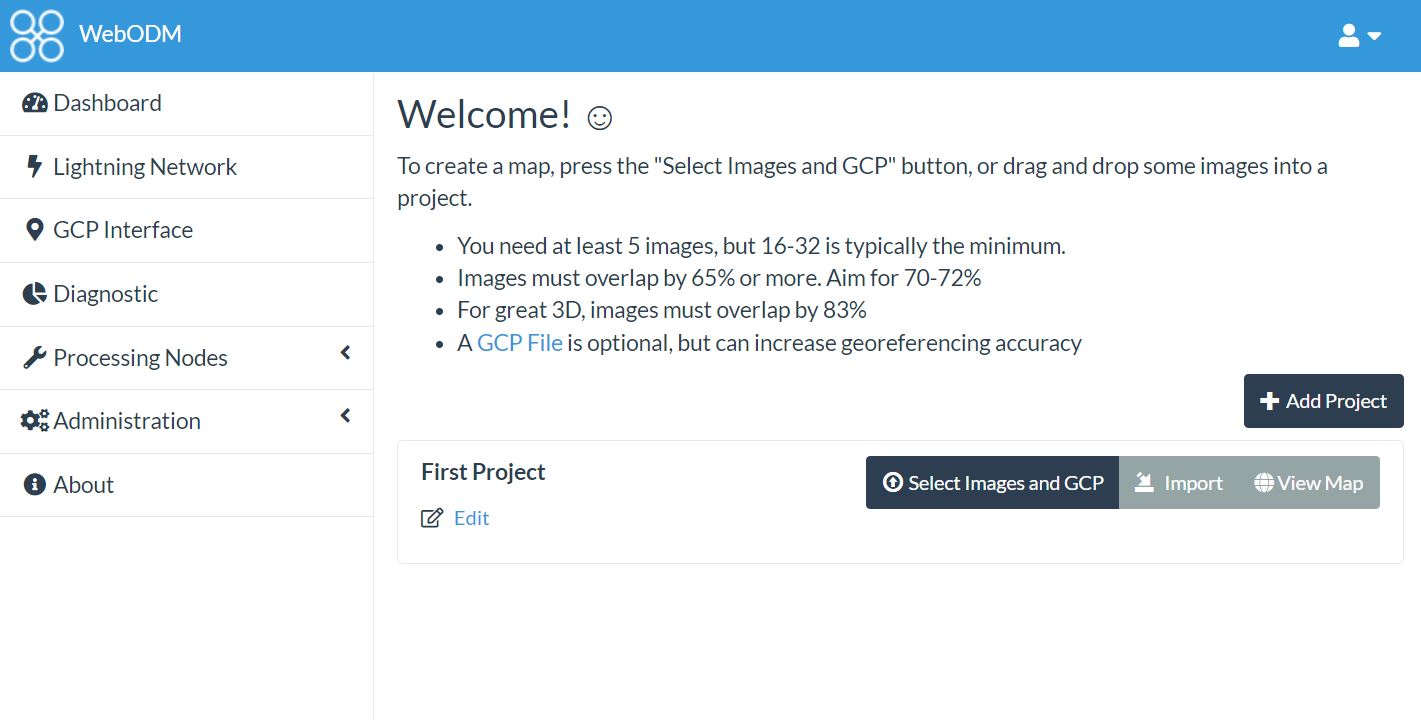 WebODM
Dashboard
Lightning Network
GCP Interface
Diagnostic
Processing Nodes
Administration
About
Welcome!
To create a map, press the "Select Images and GCP" button, or drag and drop some images into a
project.
• You need at least 5 images, but 16-32 is typically the minimum.
• Images must overlap by 65% or more. Aim for 70-72%
• For great 3D, images must overlap by 83%
• A GCP File is optional, but can increase georeferencing accuracy
Add Project
First Project
Select Images and GCP
Import
View Map
Edit